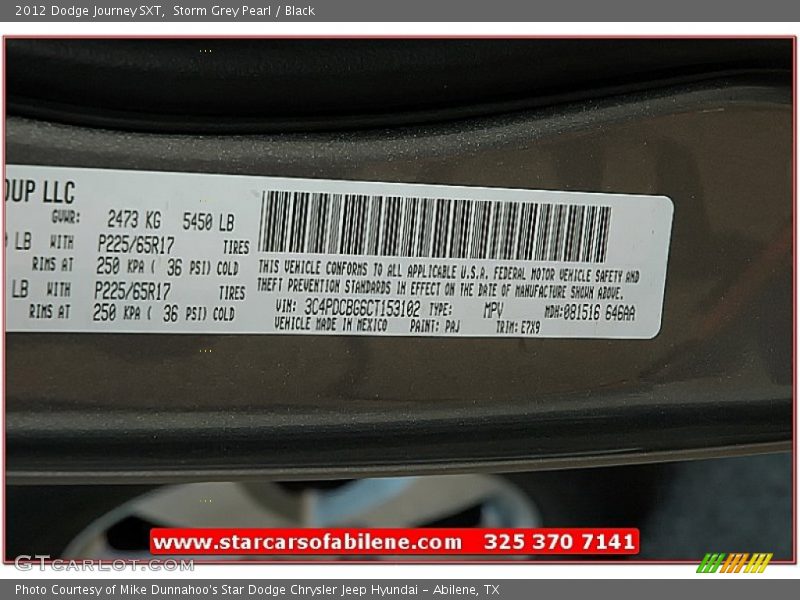 2012 Dodge Journey SXT, Storm Grey Pearl / Black
OUP LLC
GVWR: 2473 KG 5450 LB
LB WITH P225/65R17 TIRES
RIMS AT 250 KPA ( 36 PSI) COLD
LB WITH P225/65R17 TIRES
RIMS AT 250 KPA ( 36 PSI) COLD
THIS VEHICLE CONFORMS TO ALL APPLICABLE U.S.A. FEDERAL MOTOR VEHICLE SAFETY AND
THEFT PREVENTION STANDARDS IN EFFECT ON THE DATE OF MANUFACTURE SHOWN ABOVE.
VIN: 3C4PDCBG6CT153102 TYPE: MPV MDH:081516 646AA
VEHICLE MADE IN MEXICO PAINT: PAJ TRIM: E7X9
www.starcarsofabilene.com 325 370 7141
GTcarlot.com
Photo Courtesy of Mike Dunnahoo's Star Dodge Chrysler Jeep Hyundai - Abilene, TX